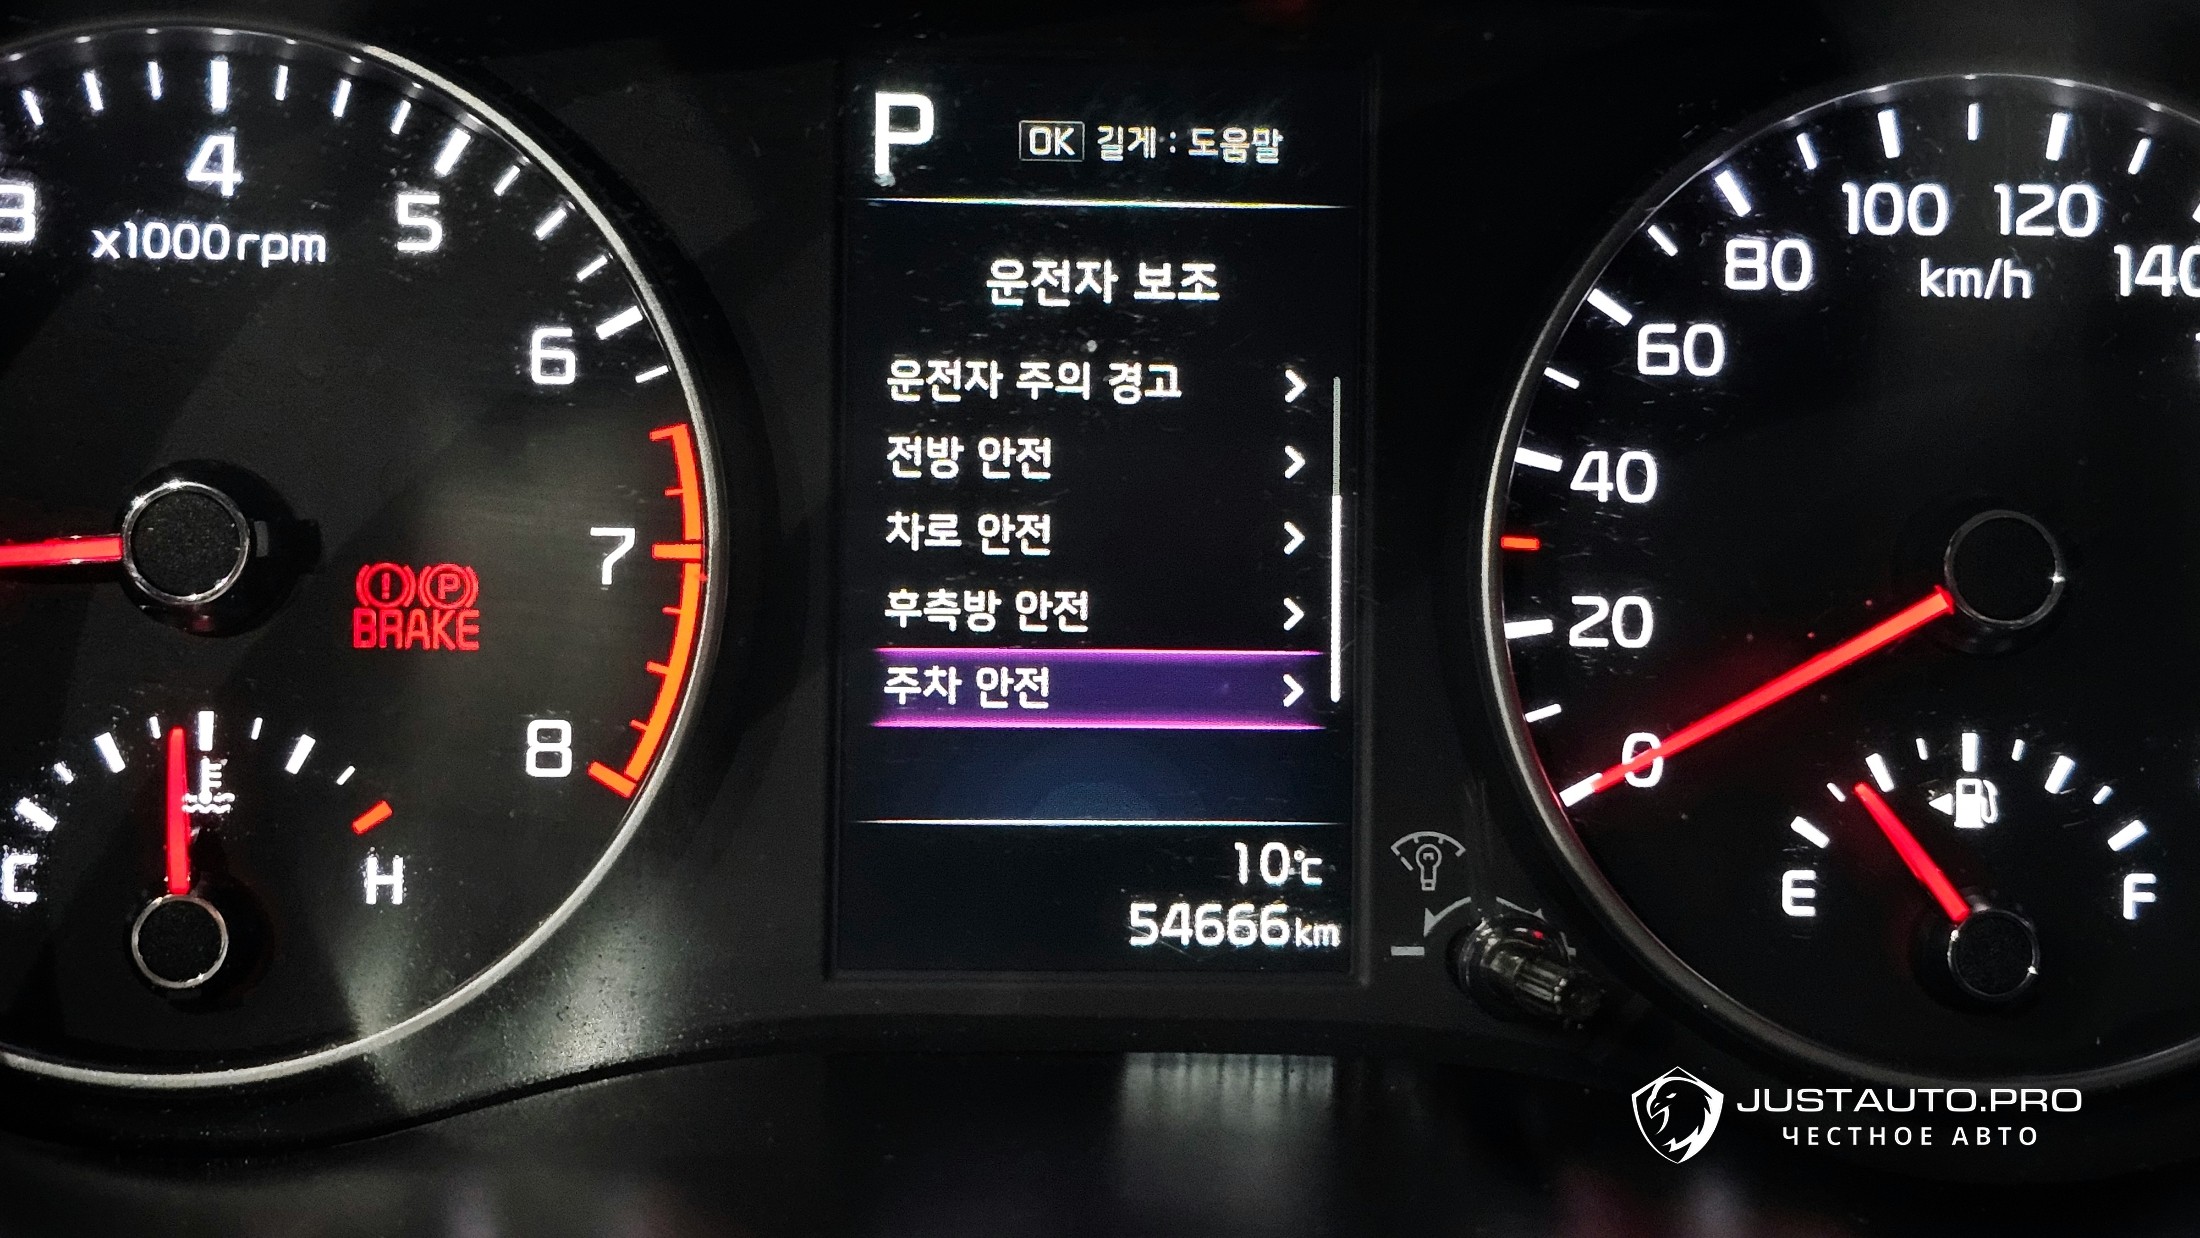 3
4
5
x1000rpm
6
7
8
BRAKE
C
H
P
OK 길게 : 도움말
운전자 보조
운전자 주의 경고
전방 안전
차로 안전
후측방 안전
주차 안전
10℃
54666km
0
20
40
60
80
100
120
140
km/h
E
F
JUSTAUTO.PRO
ЧЕСТНОЕ АВТО